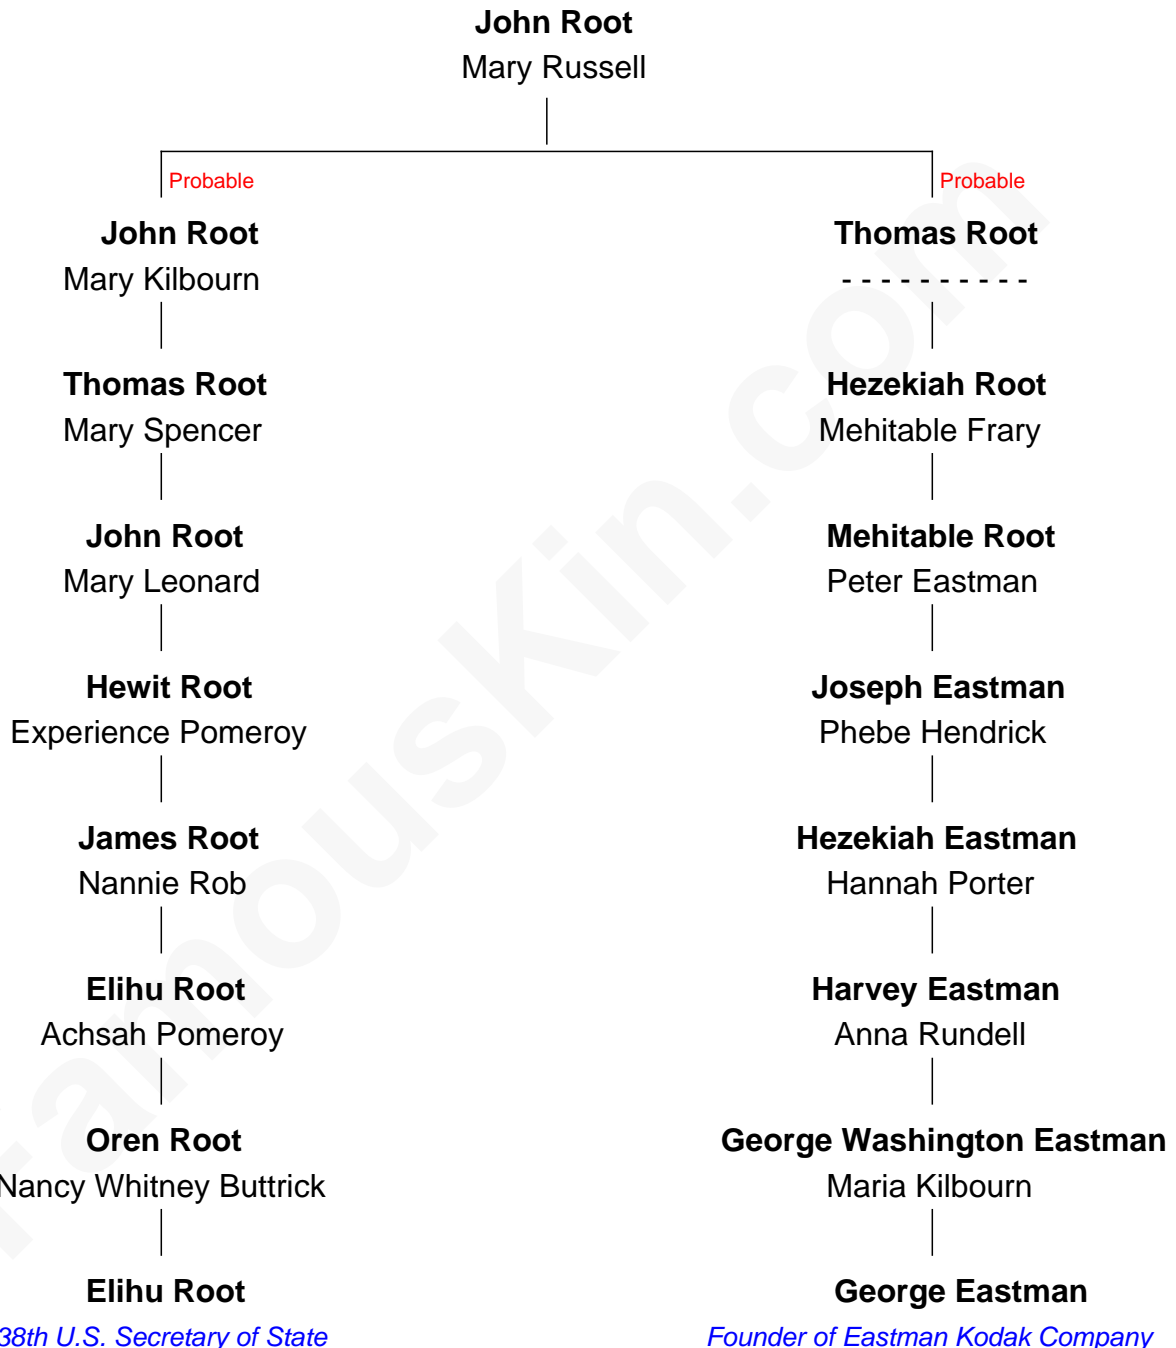 John Root
Mary Russell
Probable
Probable
John Root
Thomas Root
Mary Kilbourn
- - - - - - - - - -
Thomas Root
Hezekiah Root
Mary Spencer
Mehitable Frary
John Root
Mehitable Root
Mary Leonard
Peter Eastman
Hewit Root
Joseph Eastman
Experience Pomeroy
Phebe Hendrick
James Root
Hezekiah Eastman
Nannie Rob
Hannah Porter
Elihu Root
Harvey Eastman
Achsah Pomeroy
Anna Rundell
Oren Root
George Washington Eastman
Nancy Whitney Buttrick
Maria Kilbourn
Elihu Root
George Eastman
38th U.S. Secretary of State
Founder of Eastman Kodak Company
FamousKin.com